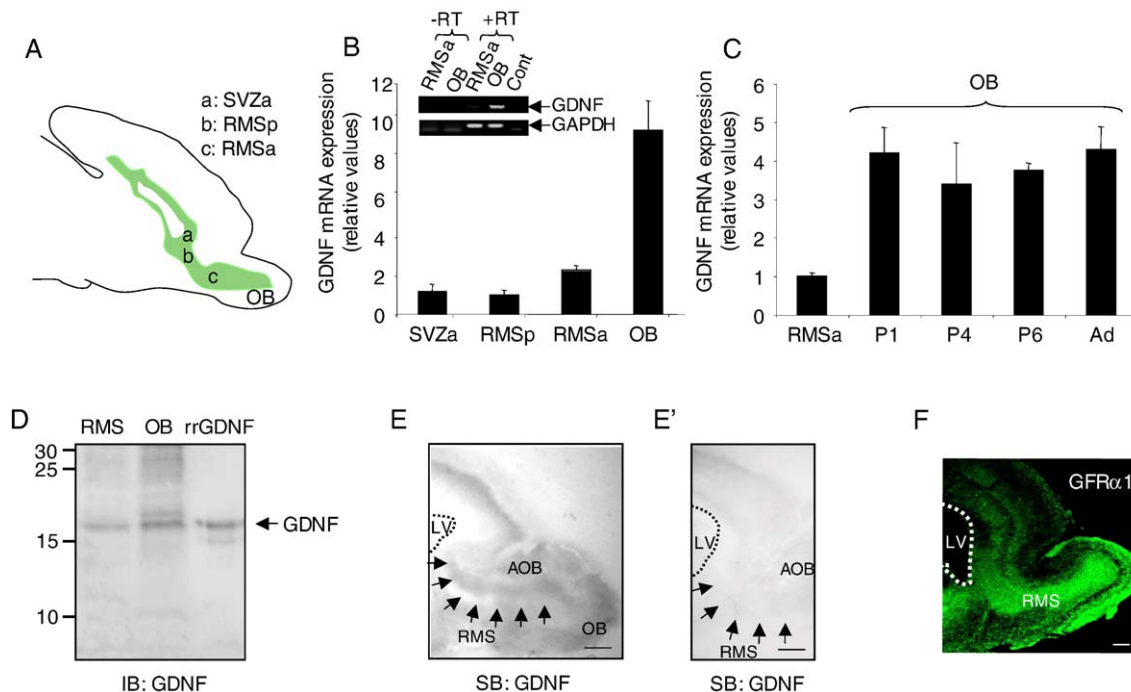 A
a: SVZa
b: RMSp
c: RMSa
a
b
c
OB
B
-RT +RT
RMSa OB RMSa OB Cont
GDNF
GAPDH
GDNF mRNA expression
(relative values)
12
10
8
6
4
2
0
SVZa RMSp RMSa OB
C
OB
GDNF mRNA expression
(relative values)
6
5
4
3
2
1
0
RMSa P1 P4 P6 Ad
D
RMS OB rrGDNF
30
25
15
10
GDNF
IB: GDNF
E
LV
AOB
RMS
OB
SB: GDNF
E'
LV
AOB
RMS
SB: GDNF
F
GFRα1
LV
RMS